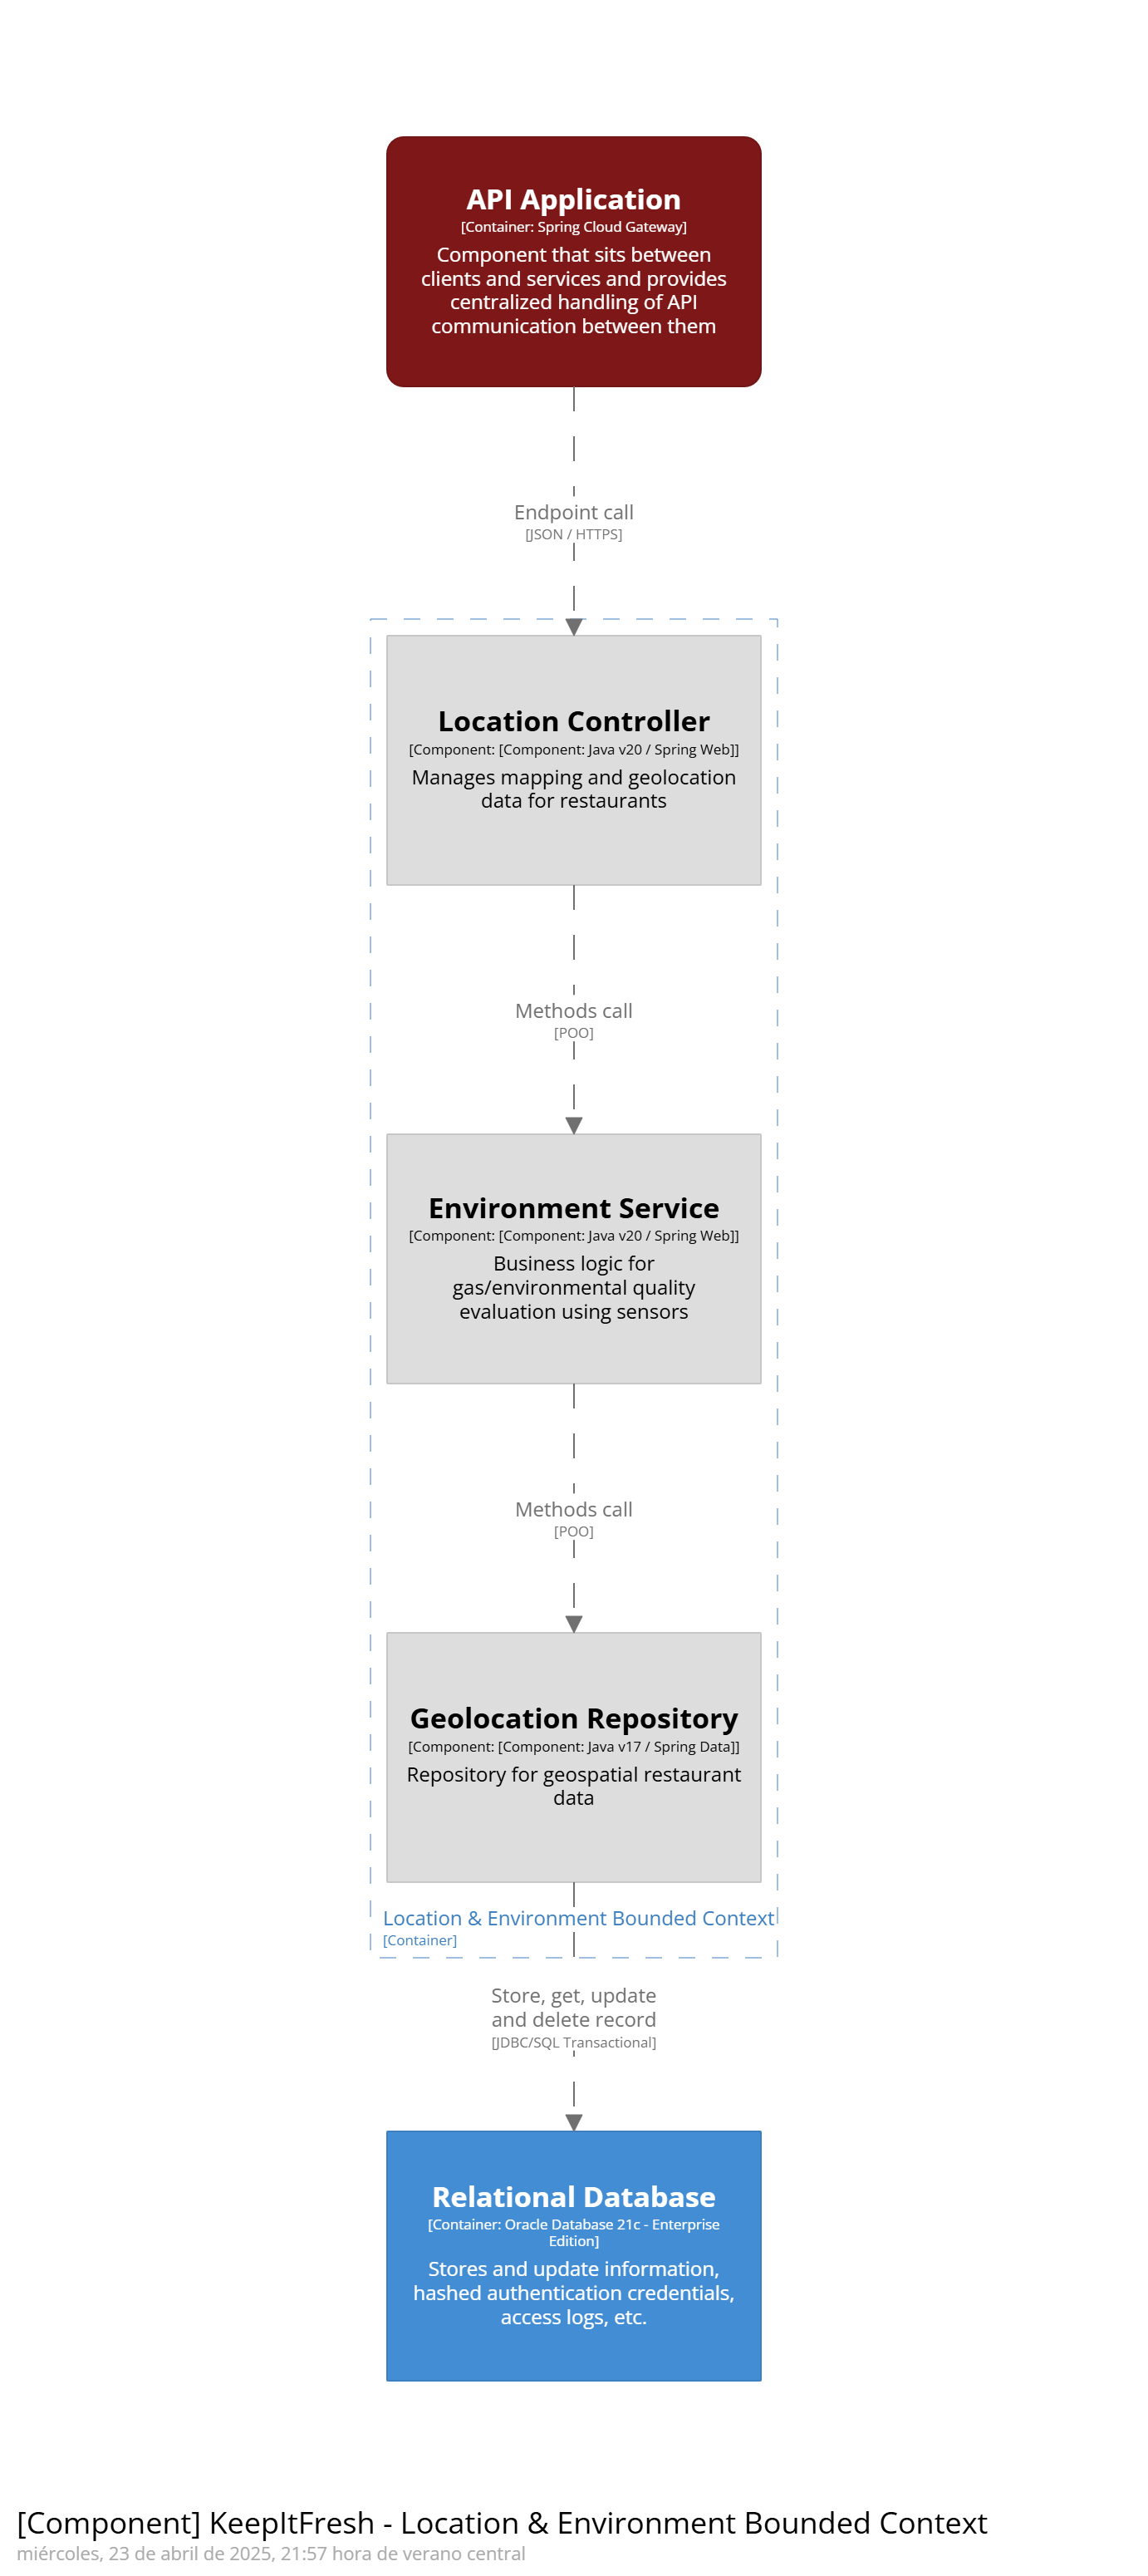 API Application
[Container: Spring Cloud Gateway]
Component that sits between
clients and services and provides
centralized handling of API
communication between them
Endpoint call
[JSON / HTTPS]
Location Controller
[Component: [Component: Java v20 / Spring Web]]
Manages mapping and geolocation
data for restaurants
Methods call
[POO]
Environment Service
[Component: [Component: Java v20 / Spring Web]]
Business logic for
gas/environmental quality
evaluation using sensors
Methods call
[POO]
Geolocation Repository
[Component: [Component: Java v17 / Spring Data]]
Repository for geospatial restaurant
data
Location & Environment Bounded Context
[Container]
Store, get, update
and delete record
[JDBC/SQL Transactional]
Relational Database
[Container: Oracle Database 21c - Enterprise
Edition]
Stores and update information,
hashed authentication credentials,
access logs, etc.
[Component] KeepItFresh - Location & Environment Bounded Context
miércoles, 23 de abril de 2025, 21:57 hora de verano central